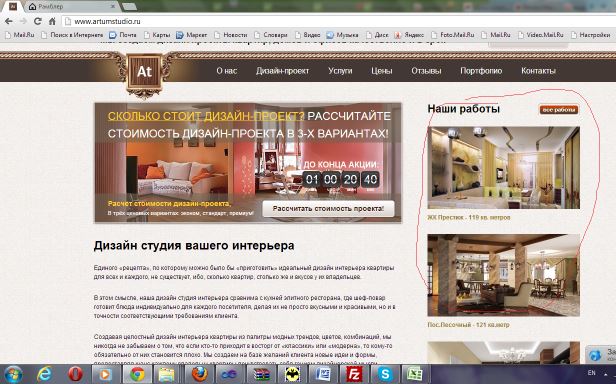 At
Рамблер
www.artumstudio.ru
Mail.Ru
Поиск в Интернете
Почта
Карты
Маркет
Новости
Словари
Видео
Музыка
Диск
Яндекс
Foto.Mail.Ru
Mail.Ru
Video.Mail.Ru
Настройки
At
О нас
Дизайн-проект
Услуги
Цены
Отзывы
Портфолио
Контакты
СКОЛЬКО СТОИТ ДИЗАЙН-ПРОЕКТ? РАССЧИТАЙТЕ
СТОИМОСТЬ ДИЗАЙН-ПРОЕКТА В 3-Х ВАРИАНТАХ!
ДО КОНЦА АКЦИИ:
01 00 20 40
Расчет стоимости дизайн-проекта,
В трёх ценовых вариантах: эконом, стандарт, премиум!
Рассчитать стоимость проекта!
Наши работы
все работы
ЖК Престиж - 119 кв. метров
Пос.Лесочный - 121 кв.метр
Дизайн студия вашего интерьера
Единого «рецепта», по которому можно было бы «приготовить» идеальный дизайн интерьера квартиры
для всех и каждого, не существует, ибо, сколько квартир, столько же и вкусов у их владельцев.
В этом смысле, наша дизайн студия интерьера сравнима с кухней элитного ресторана, где шеф-повар
готовит блюда индивидуально для каждого посетителя, делая их не просто вкусными и красивыми, но и в
точности соответствующими требованиям клиента.
Создавая целостный дизайн интерьера квартиры из палитры модных трендов, цветов, комбинаций, мы
никогда не забываем о том, что если кто-то приходит в восторг от «классики» или «модерна», то кому-то
обязательно от них становится плохо. Мы создаем на базе желания клиента новые идеи и формы,
За
EN